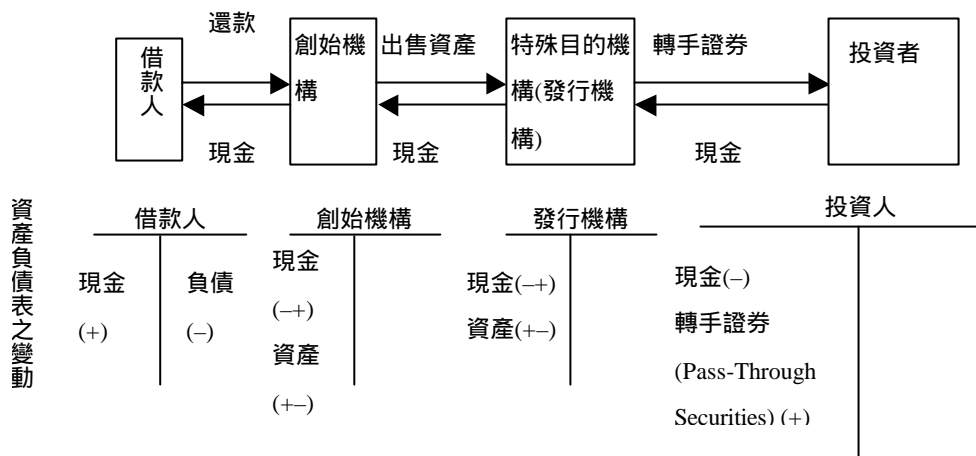 還款
借款人
創始機
構
出售資產
特殊目的機
構(發行機
構)
轉手證券
投資者
現金
現金
現金
資產負債表之變動
借款人
現金
(+)
負債
(–)
創始機構
現金
(–+)
資產
(+–)
發行機構
現金(–+)
資產(+–)
投資人
現金(–)
轉手證券
(Pass-Through
Securities) (+)